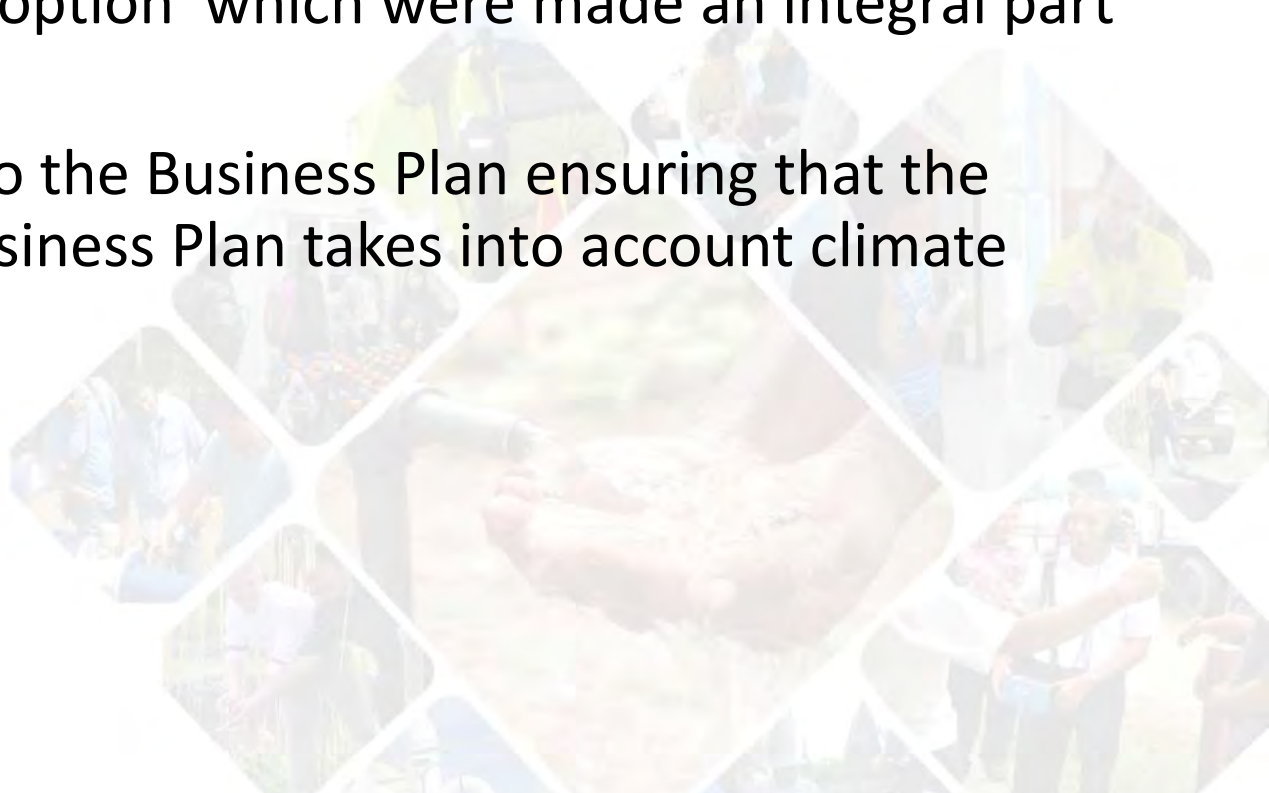 option which were made an integral part
o the Business Plan ensuring that the
siness Plan takes into account climate